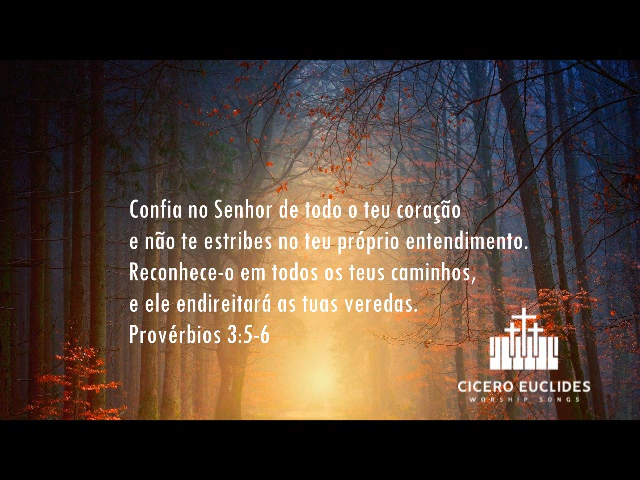 Confia no Senhor de todo o teu coração
e não te estribes no teu próprio entendimento.
Reconhece-o em todos os teus caminhos,
e ele endireitará as tuas veredas.
Provérbios 3:5-6
CICERO EUCLIDES
WORSHIP SONGS